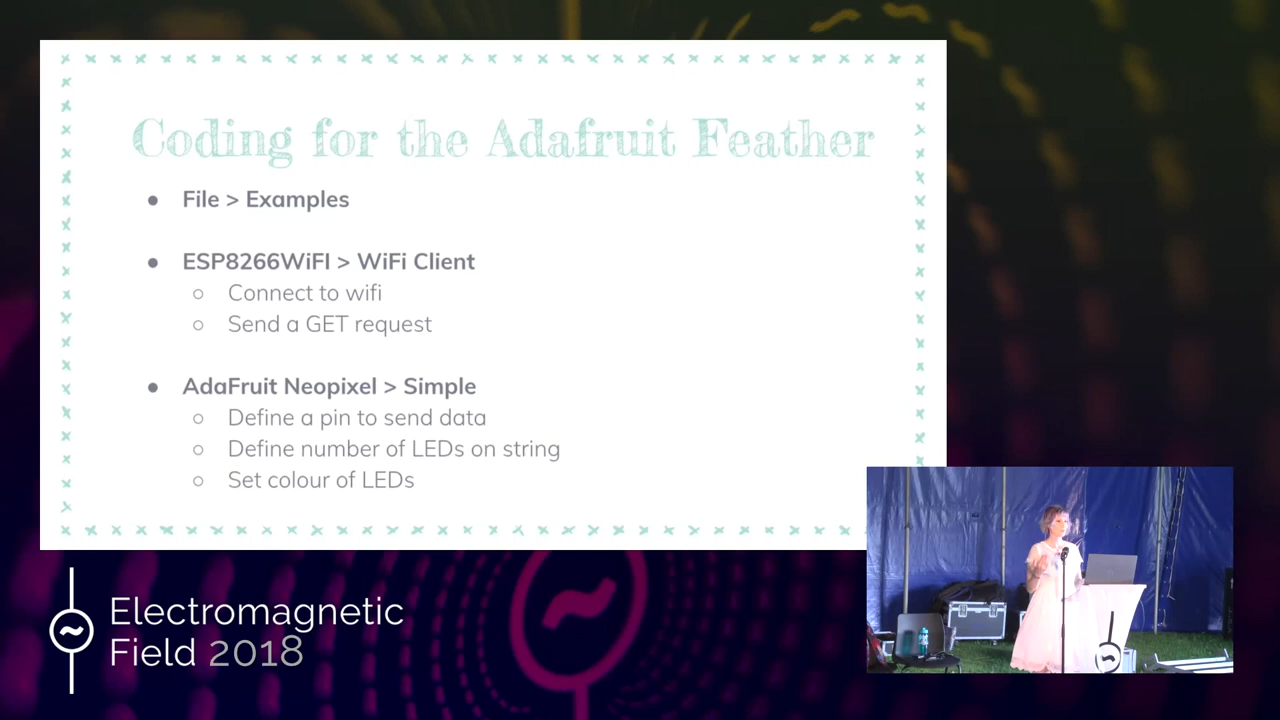 Coding for the Adafruit Feather
● File > Examples
● ESP8266WiFI > WiFi Client
○ Connect to wifi
○ Send a GET request
● AdaFruit Neopixel > Simple
○ Define a pin to send data
○ Define number of LEDs on string
○ Set colour of LEDs
Electromagnetic
Field 2018